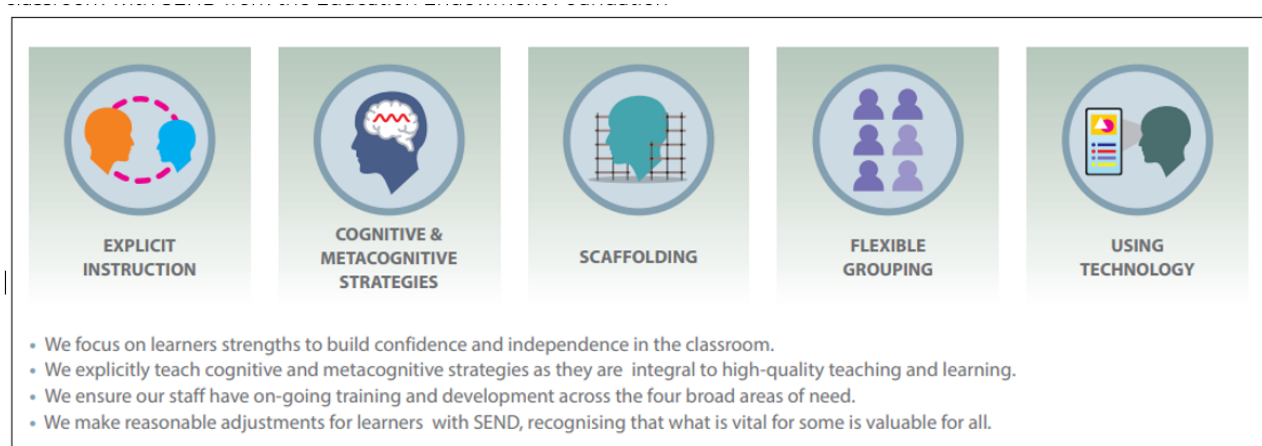 EXPLICIT
INSTRUCTION
COGNITIVE &
METACOGNITIVE
STRATEGIES
SCAFFOLDING
FLEXIBLE
GROUPING
USING
TECHNOLOGY
• We focus on learners strengths to build confidence and independence in the classroom.
• We explicitly teach cognitive and metacognitive strategies as they are integral to high-quality teaching and learning.
• We ensure our staff have on-going training and development across the four broad areas of need.
• We make reasonable adjustments for learners with SEND, recognising that what is vital for some is valuable for all.